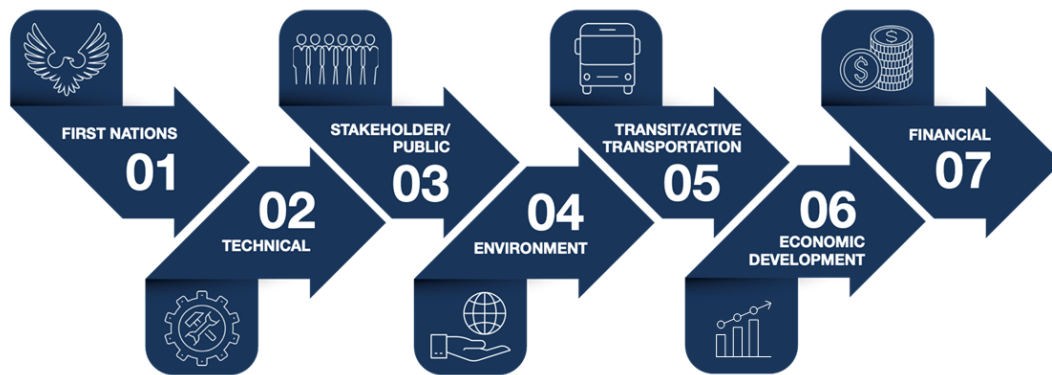 FIRST NATIONS
01
02
TECHNICAL
STAKEHOLDER/
PUBLIC
03
04
ENVIRONMENT
TRANSIT/ACTIVE
TRANSPORTATION
05
06
ECONOMIC
DEVELOPMENT
FINANCIAL
07
$
$